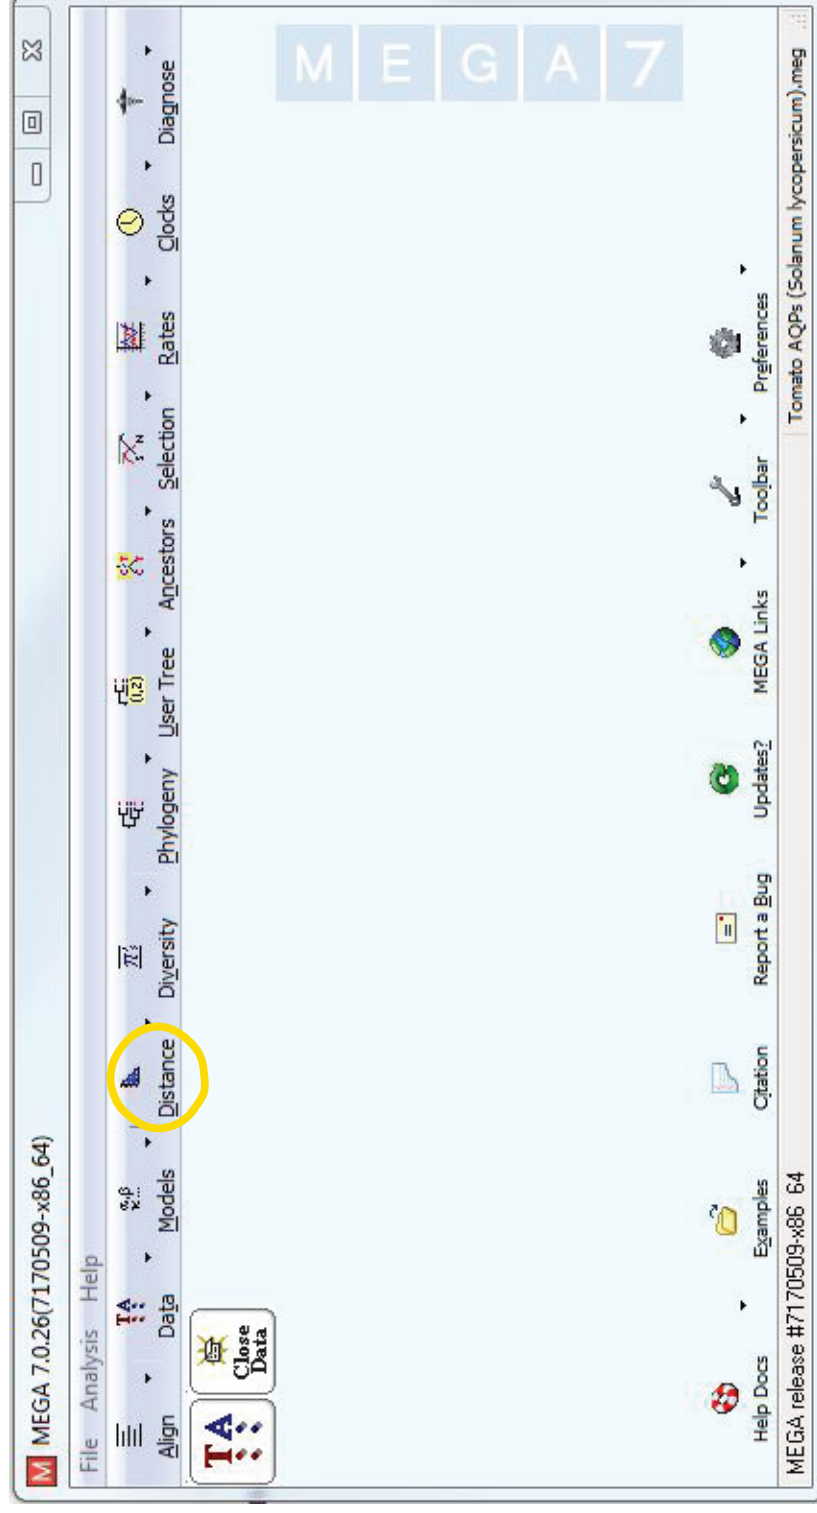 M MEGA 7.0.26(7170509-x86_64)
File Analysis Help
Align Data Models Distance Diversity Phylogeny User Tree Ancestors Selection Rates Clocks Diagnose
TA Close
Data
MEGA7
Help Docs Examples Citation Report a Bug Updates? MEGA Links Toolbar Preferences
MEGA release #7170509-x86_64 Tomato AQPs (Solanum lycopersicum).meg